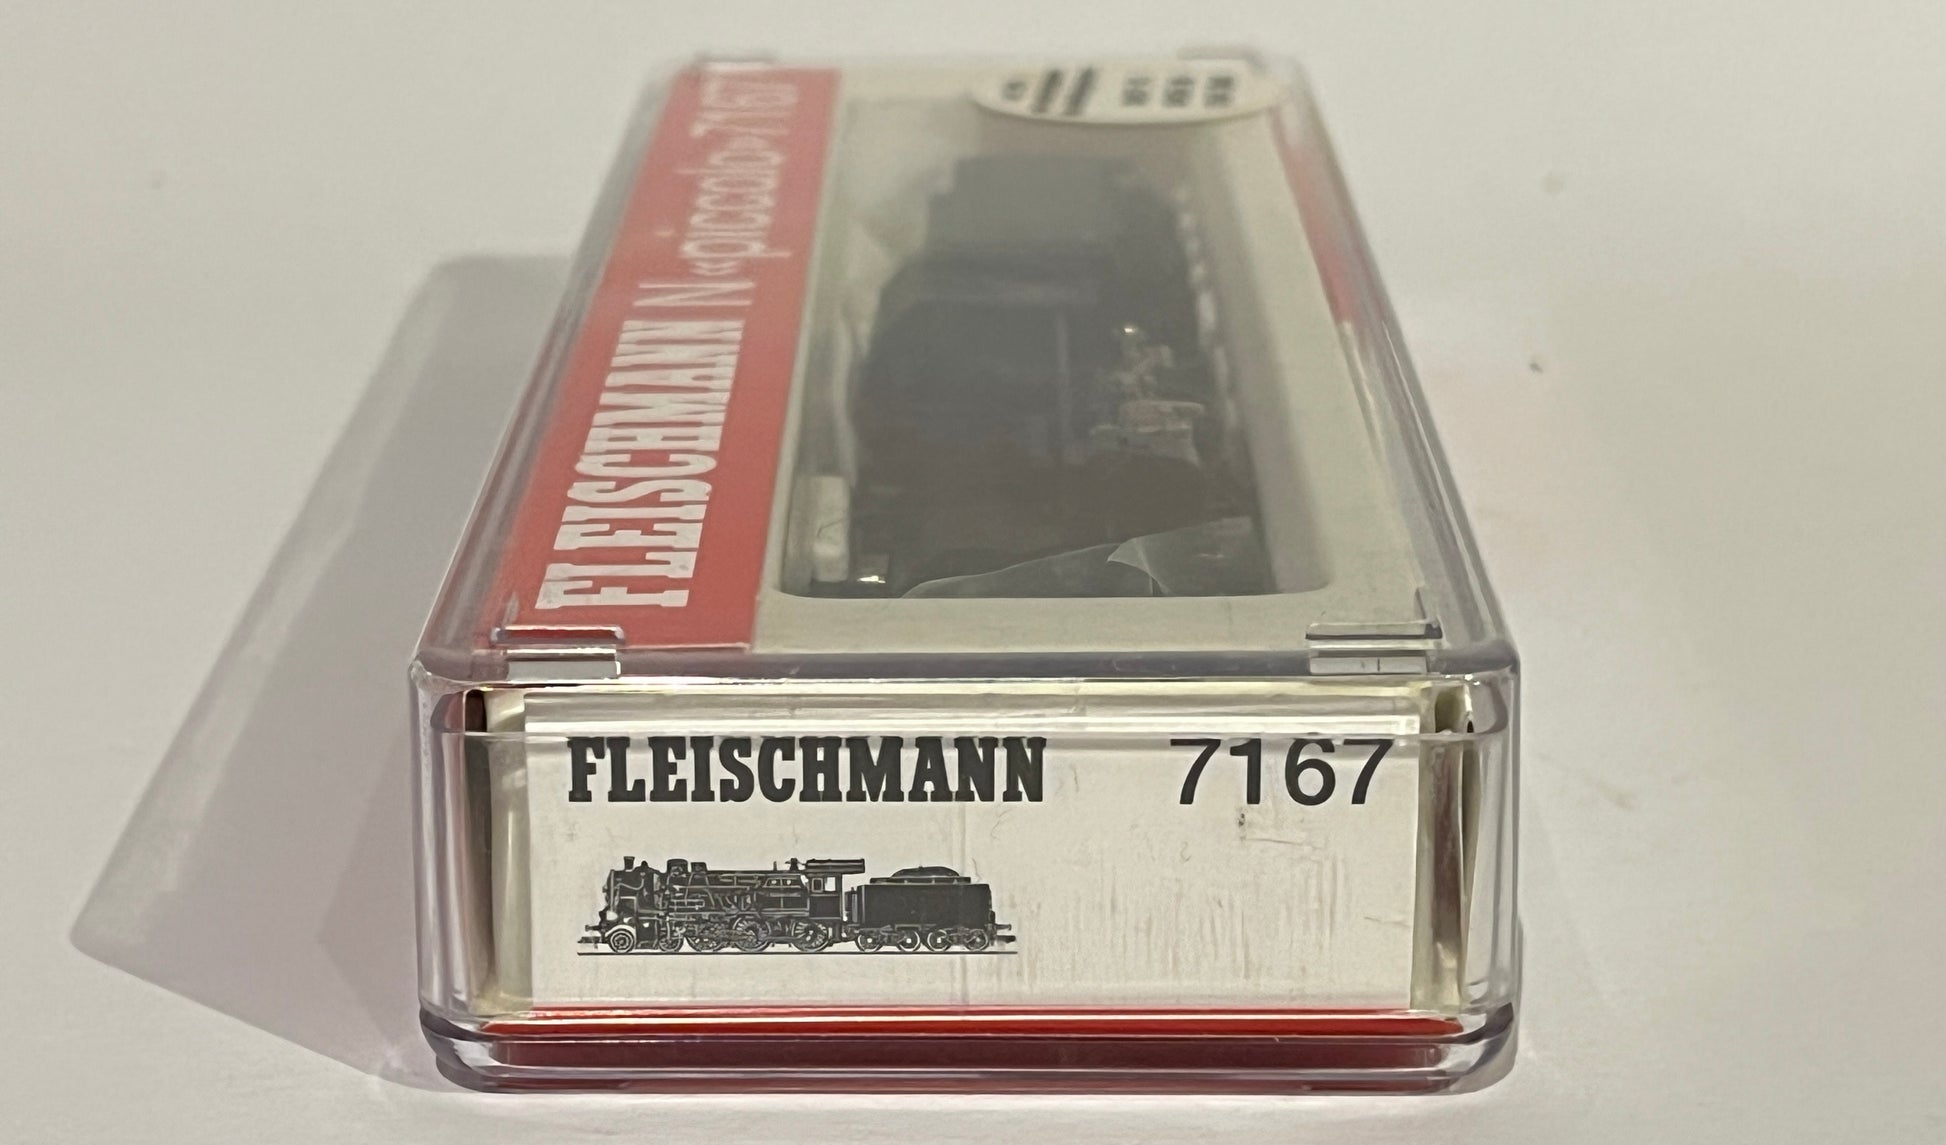 FLEISCHMANN N «piccolo» 7167
FLEISCHMANN 7167